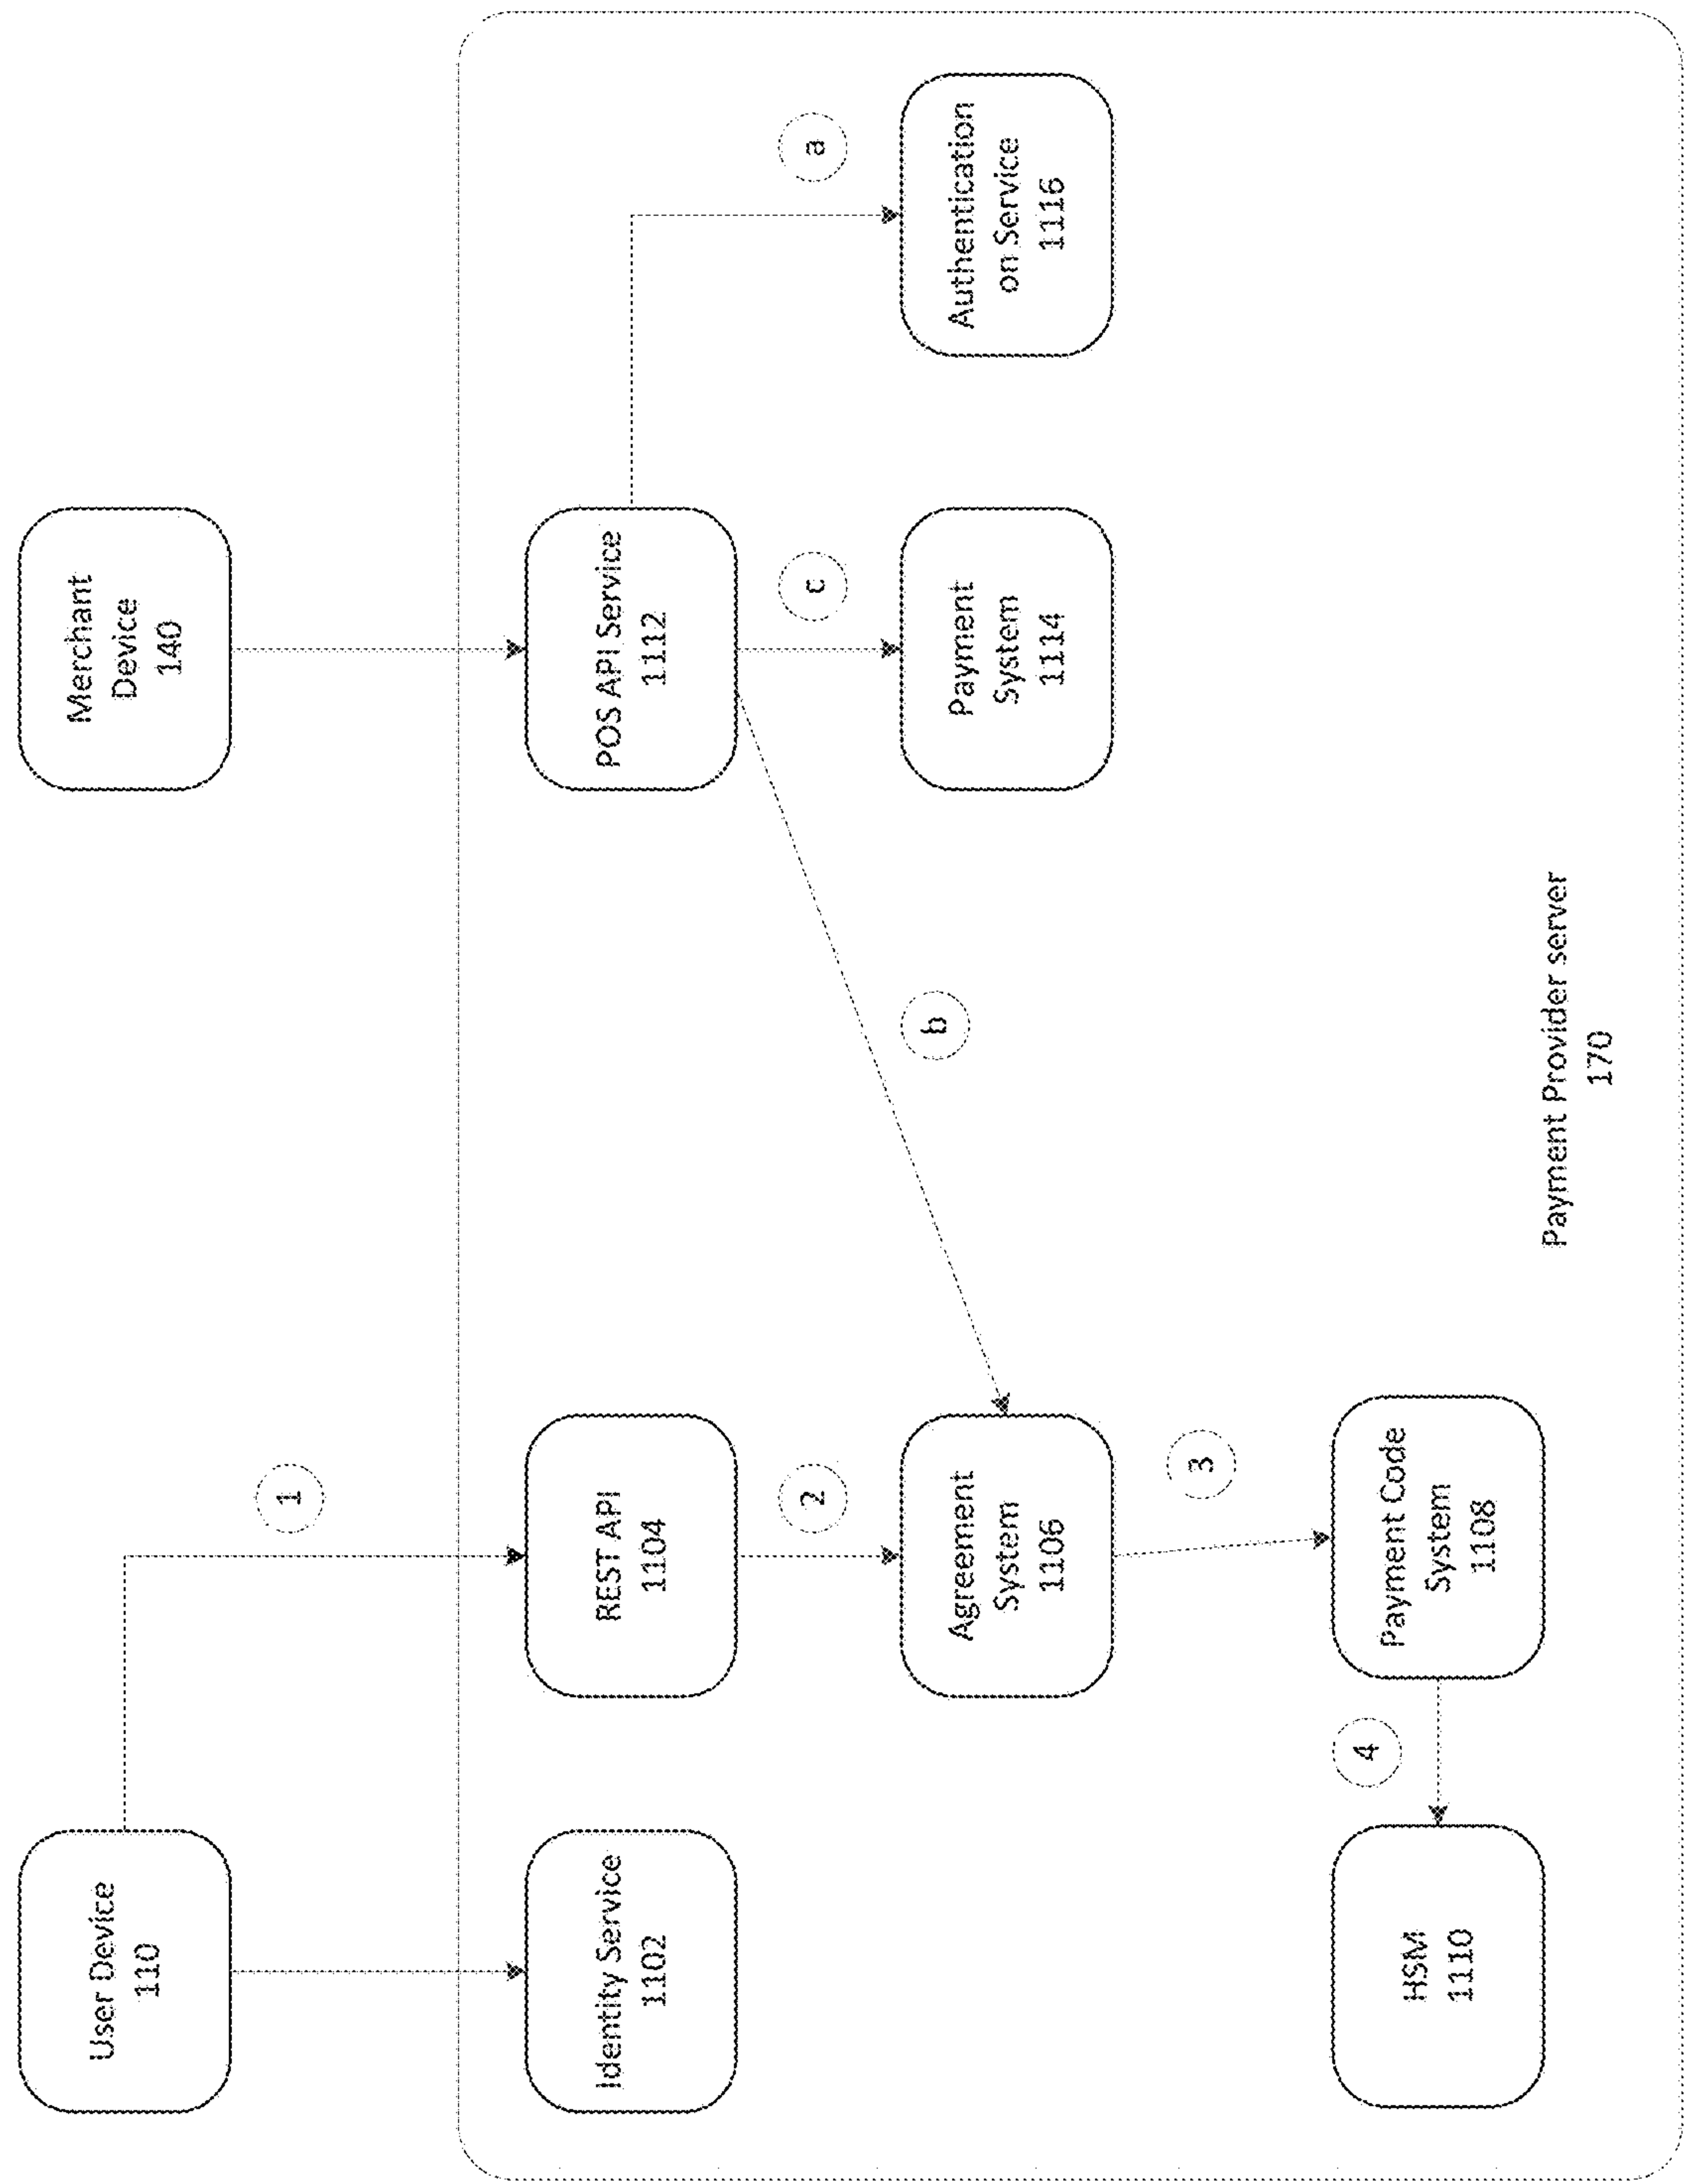 User Device
110
1
Merchant
Device
140
Identity Service
1102
REST API
1104
POS API Service
1112
2
c
a
Agreement
System
1106
b
Payment
System
1114
Authentication
on Service
1116
3
4
HSM
1110
Payment Code
System
1108
Payment Provider server
170